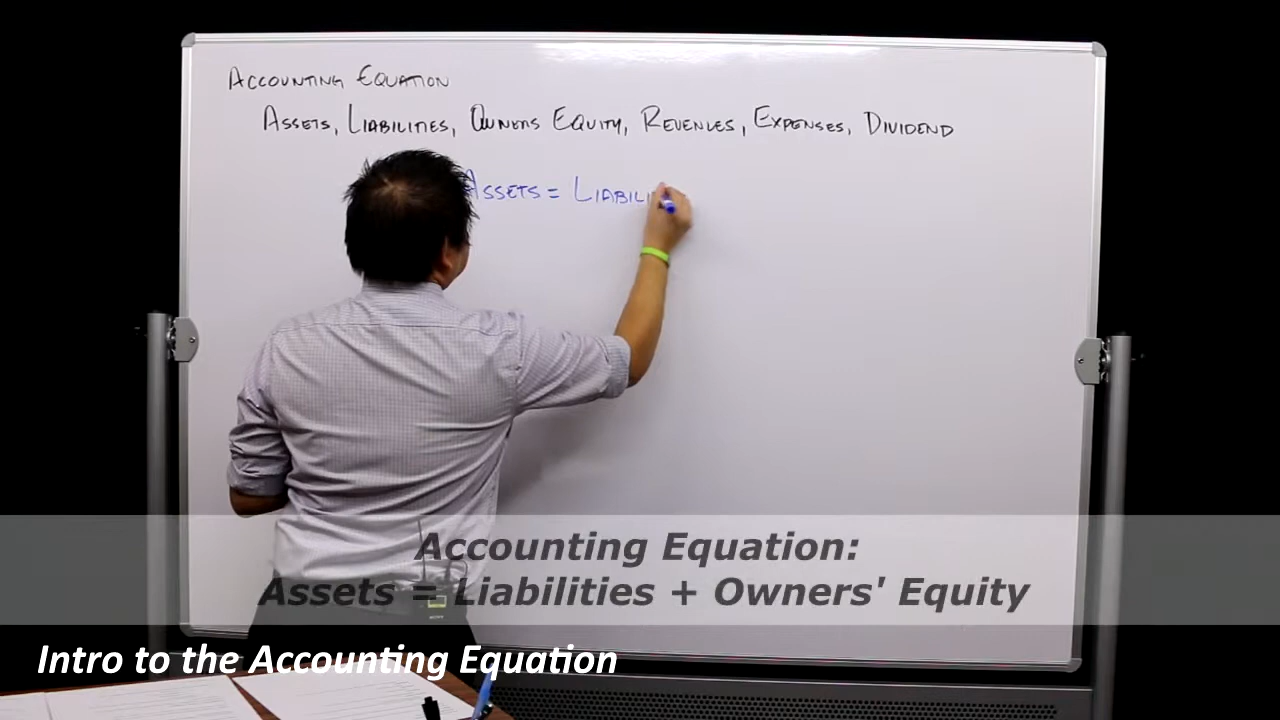 ACCOUNTING EQUATION
ASSETS, LIABILITIES, OWNERS EQUITY, REVENUES, EXPENSES, DIVIDEND
ASSETS = LIABILI
Accounting Equation:
Assets = Liabilities + Owners' Equity
Intro to the Accounting Equation